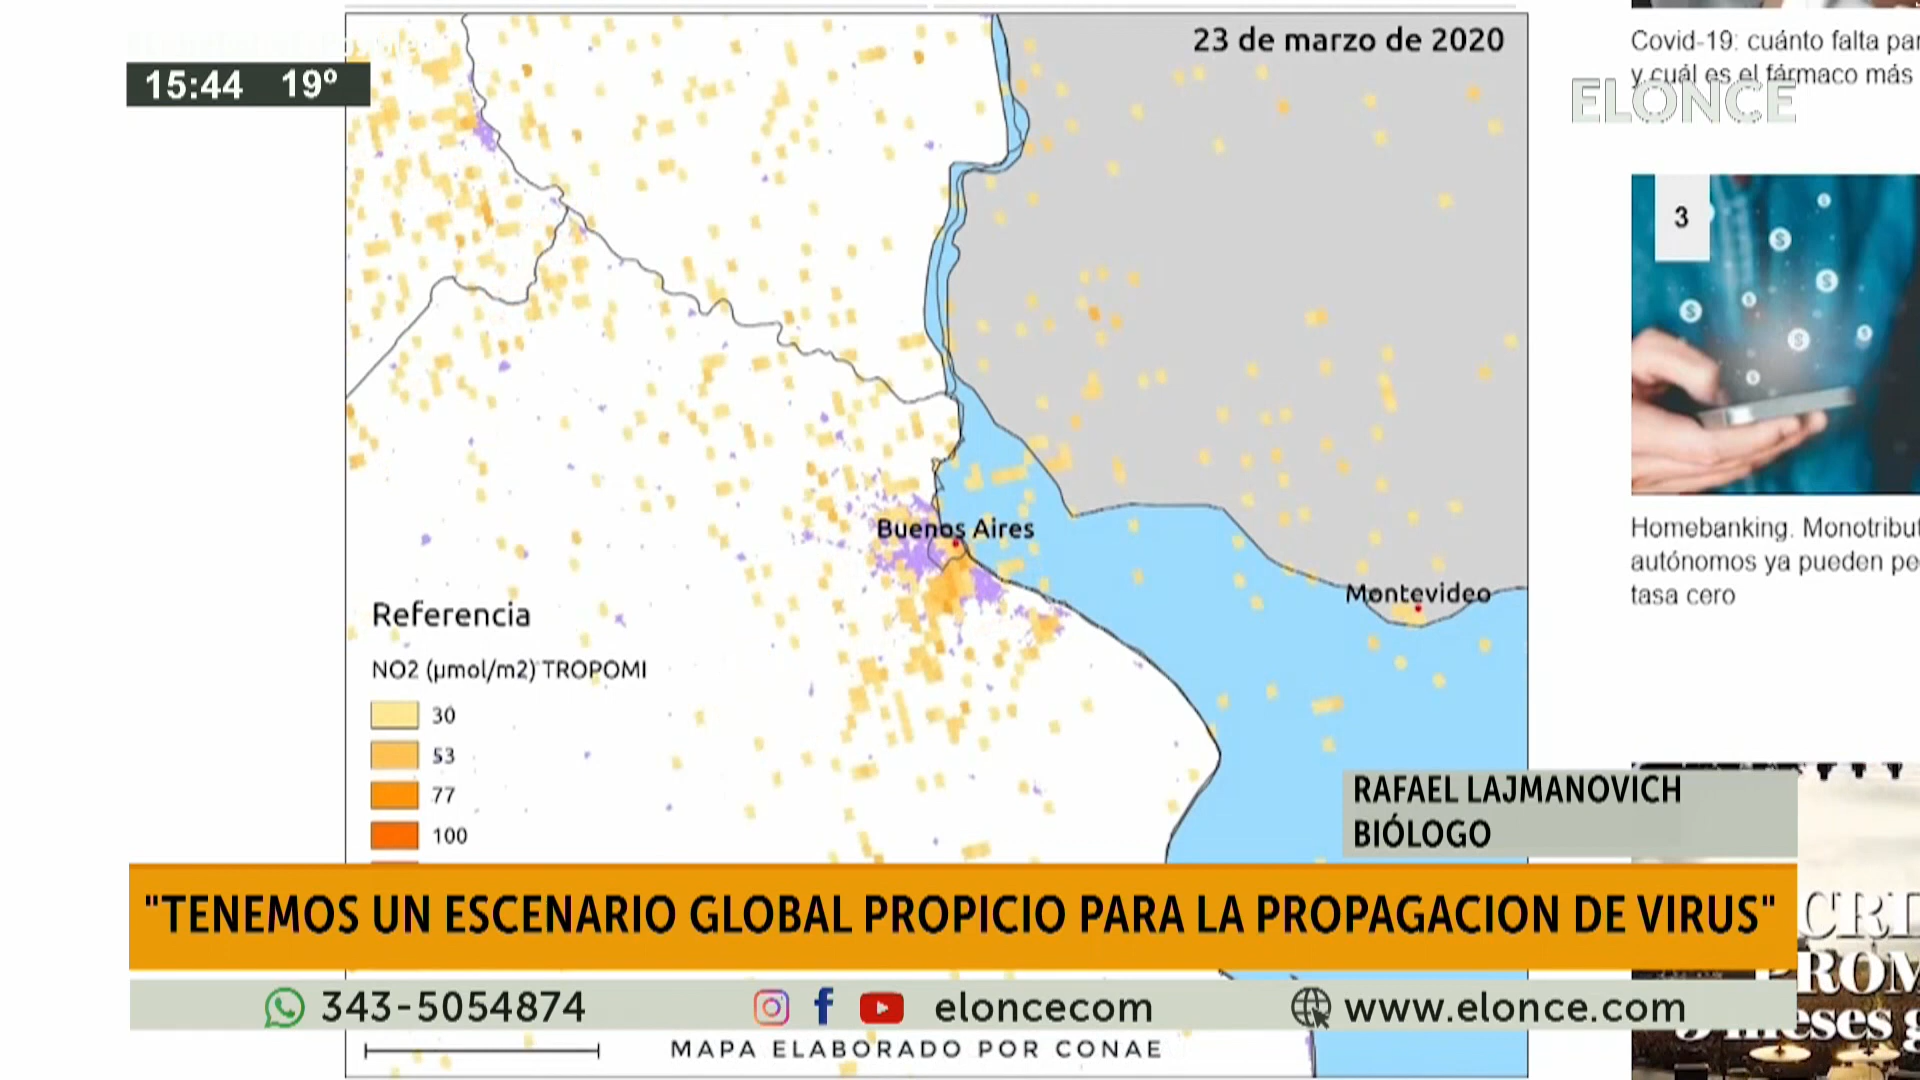 23 de marzo de 2020
15:44 19º
ELONCE
Covid-19: cuánto falta par
y cuál es el fármaco más
3
Homebanking. Monotribut
autónomos ya pueden pe
tasa cero
Buenos Aires
Montevideo
Referencia
NO2 (µmol/m2) TROPOMI
30
53
77
100
RAFAEL LAJMANOVICH
BIÓLOGO
"TENEMOS UN ESCENARIO GLOBAL PROPICIO PARA LA PROPAGACION DE VIRUS"
343-5054874 eloncecom www.elonce.com
MAPA ELABORADO POR CONAE